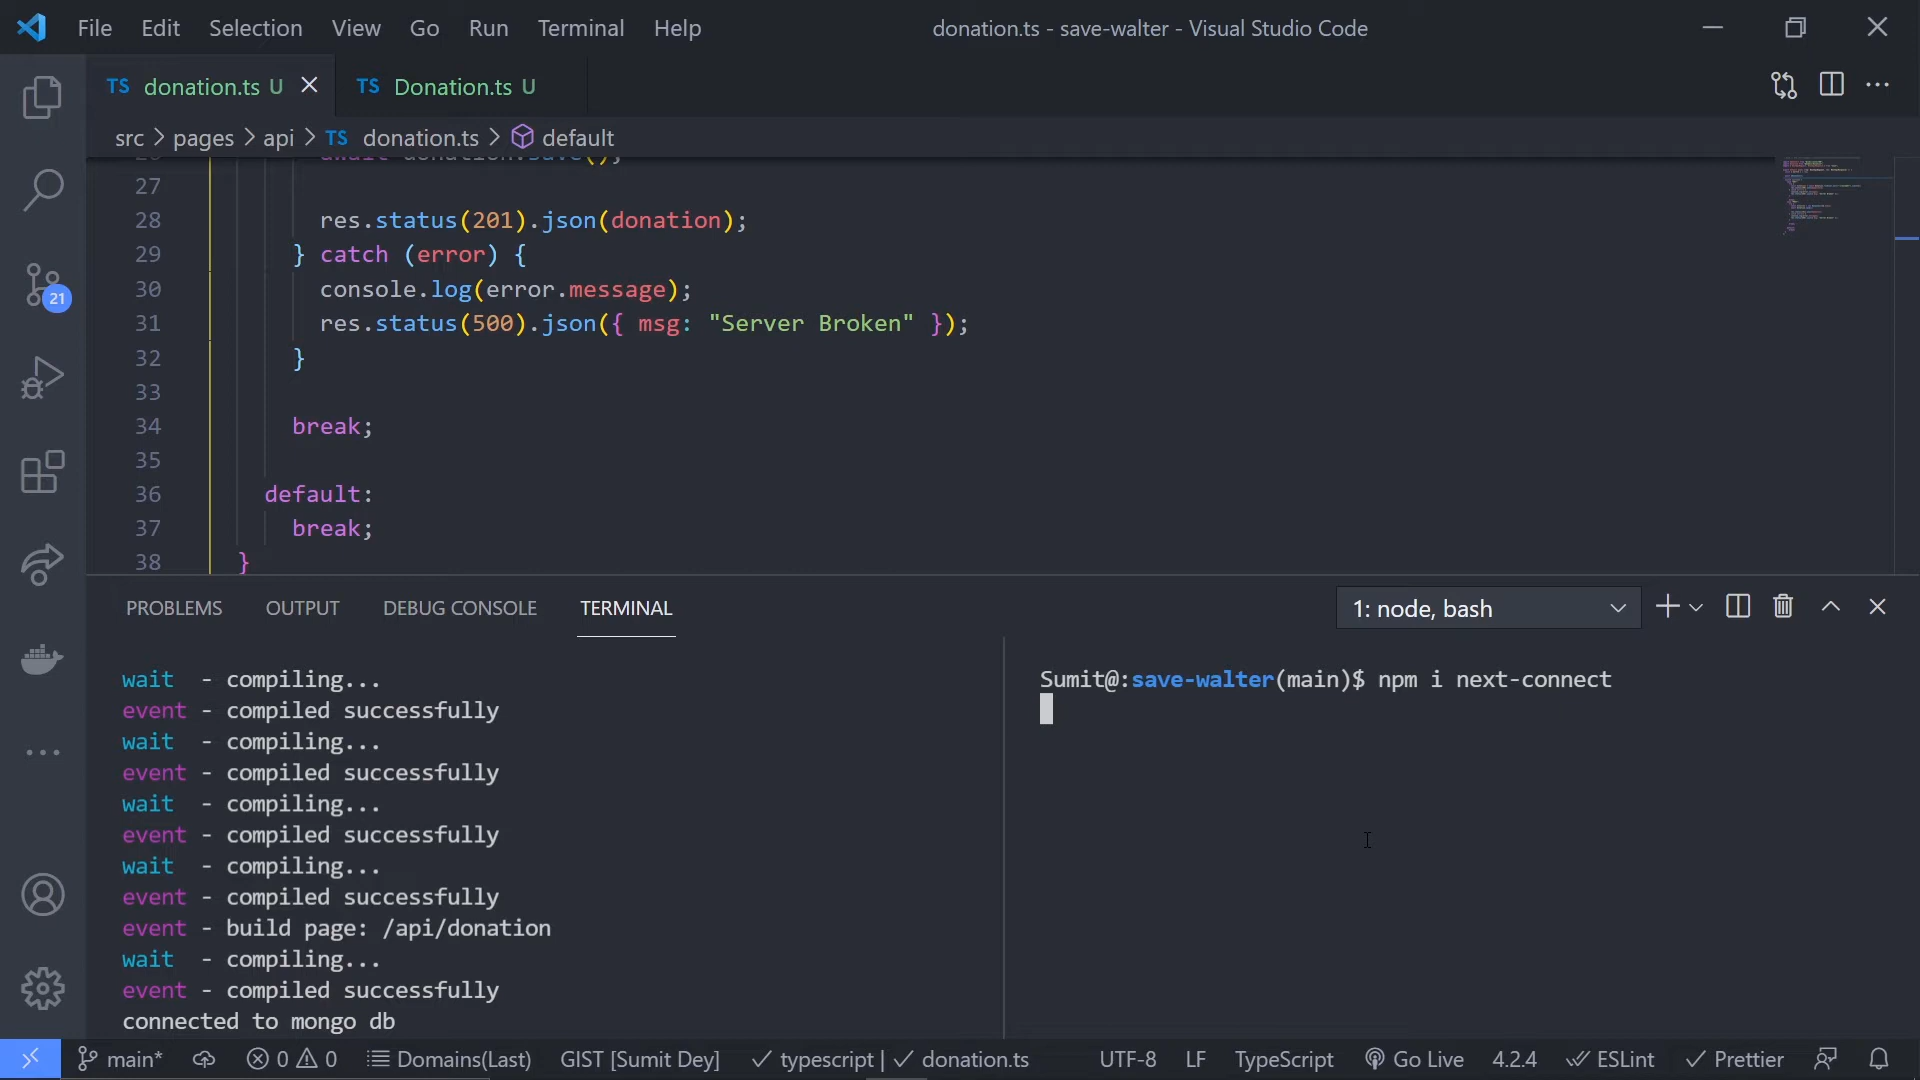 File Edit Selection View Go Run Terminal Help
donation.ts - save-walter - Visual Studio Code
TS donation.ts U
TS Donation.ts U
src > pages > api > TS donation.ts > default
26 await donation.save();
27
28 res.status(201).json(donation);
29 } catch (error) {
30 console.log(error.message);
31 res.status(500).json({ msg: "Server Broken" });
32 }
33
34 break;
35
36 default:
37 break;
38 }
21
PROBLEMS OUTPUT DEBUG CONSOLE TERMINAL
1: node, bash
wait - compiling...
event - compiled successfully
wait - compiling...
event - compiled successfully
wait - compiling...
event - compiled successfully
wait - compiling...
event - compiled successfully
event - build page: /api/donation
wait - compiling...
event - compiled successfully
connected to mongo db
Sumit@:save-walter(main)$ npm i next-connect
main* 0 0 Domains(Last) GIST [Sumit Dey] typescript | donation.ts UTF-8 LF TypeScript Go Live 4.2.4 ESLint Prettier